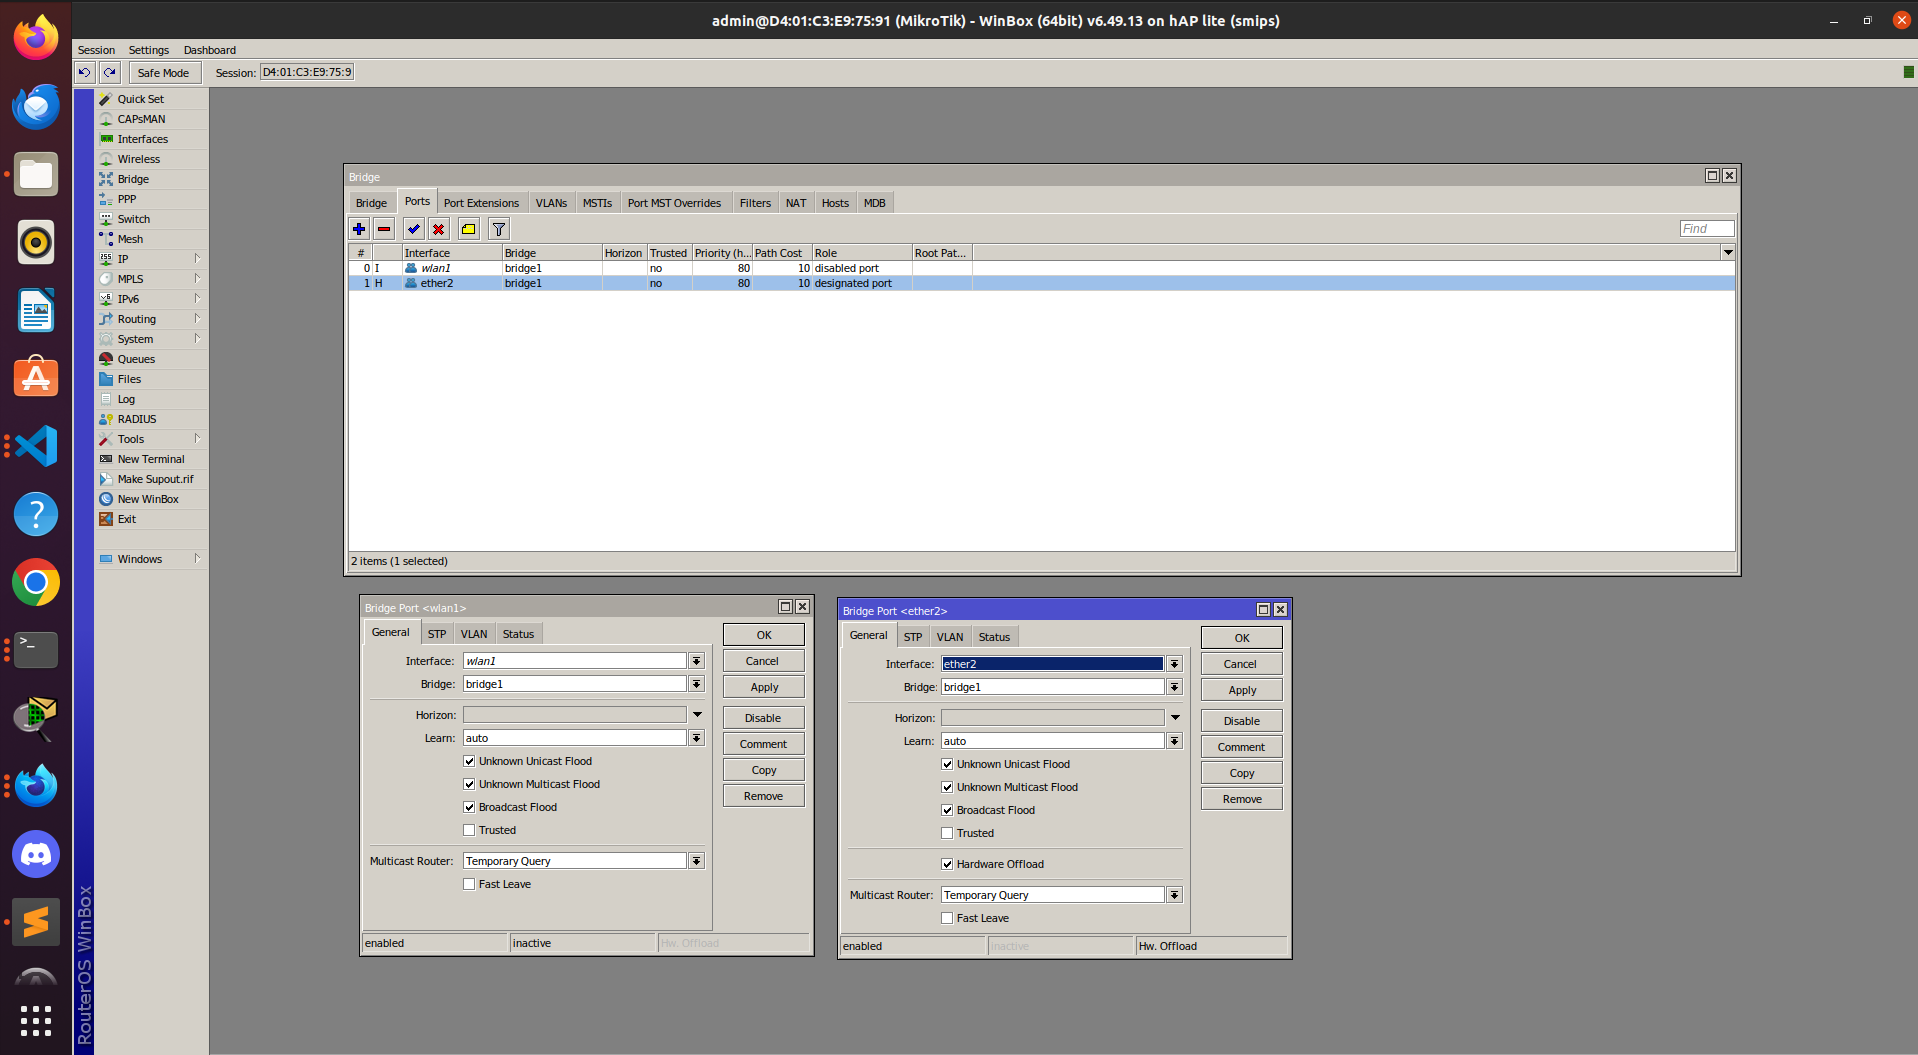 admin@D4:01:C3:E9:75:91 (MikroTik) - WinBox (64bit) v6.49.13 on hAP lite (smips)
Session Settings Dashboard
Safe Mode Session: D4:01:C3:E9:75:9
Quick Set
CAPsMAN
Interfaces
Wireless
Bridge
PPP
Switch
Mesh
IP
MPLS
IPv6
Routing
System
Queues
Files
Log
RADIUS
Tools
New Terminal
Make Supout.rif
New WinBox
Exit
Windows
RouterOS WinBox
Bridge
Bridge Ports Port Extensions VLANs MSTIs Port MST Overrides Filters NAT Hosts MDB
Find
# Interface Bridge Horizon Trusted Priority (h... Path Cost Role Root Pat...
0 I wlan1 bridge1 no 80 10 disabled port
1 H ether2 bridge1 no 80 10 designated port
2 items (1 selected)
Bridge Port <wlan1>
General STP VLAN Status
Interface: wlan1
Bridge: bridge1
Horizon:
Learn: auto
Unknown Unicast Flood
Unknown Multicast Flood
Broadcast Flood
Trusted
Multicast Router: Temporary Query
Fast Leave
OK
Cancel
Apply
Disable
Comment
Copy
Remove
enabled inactive Hw. Offload
Bridge Port <ether2>
General STP VLAN Status
Interface: ether2
Bridge: bridge1
Horizon:
Learn: auto
Unknown Unicast Flood
Unknown Multicast Flood
Broadcast Flood
Trusted
Hardware Offload
Multicast Router: Temporary Query
Fast Leave
OK
Cancel
Apply
Disable
Comment
Copy
Remove
enabled inactive Hw. Offload